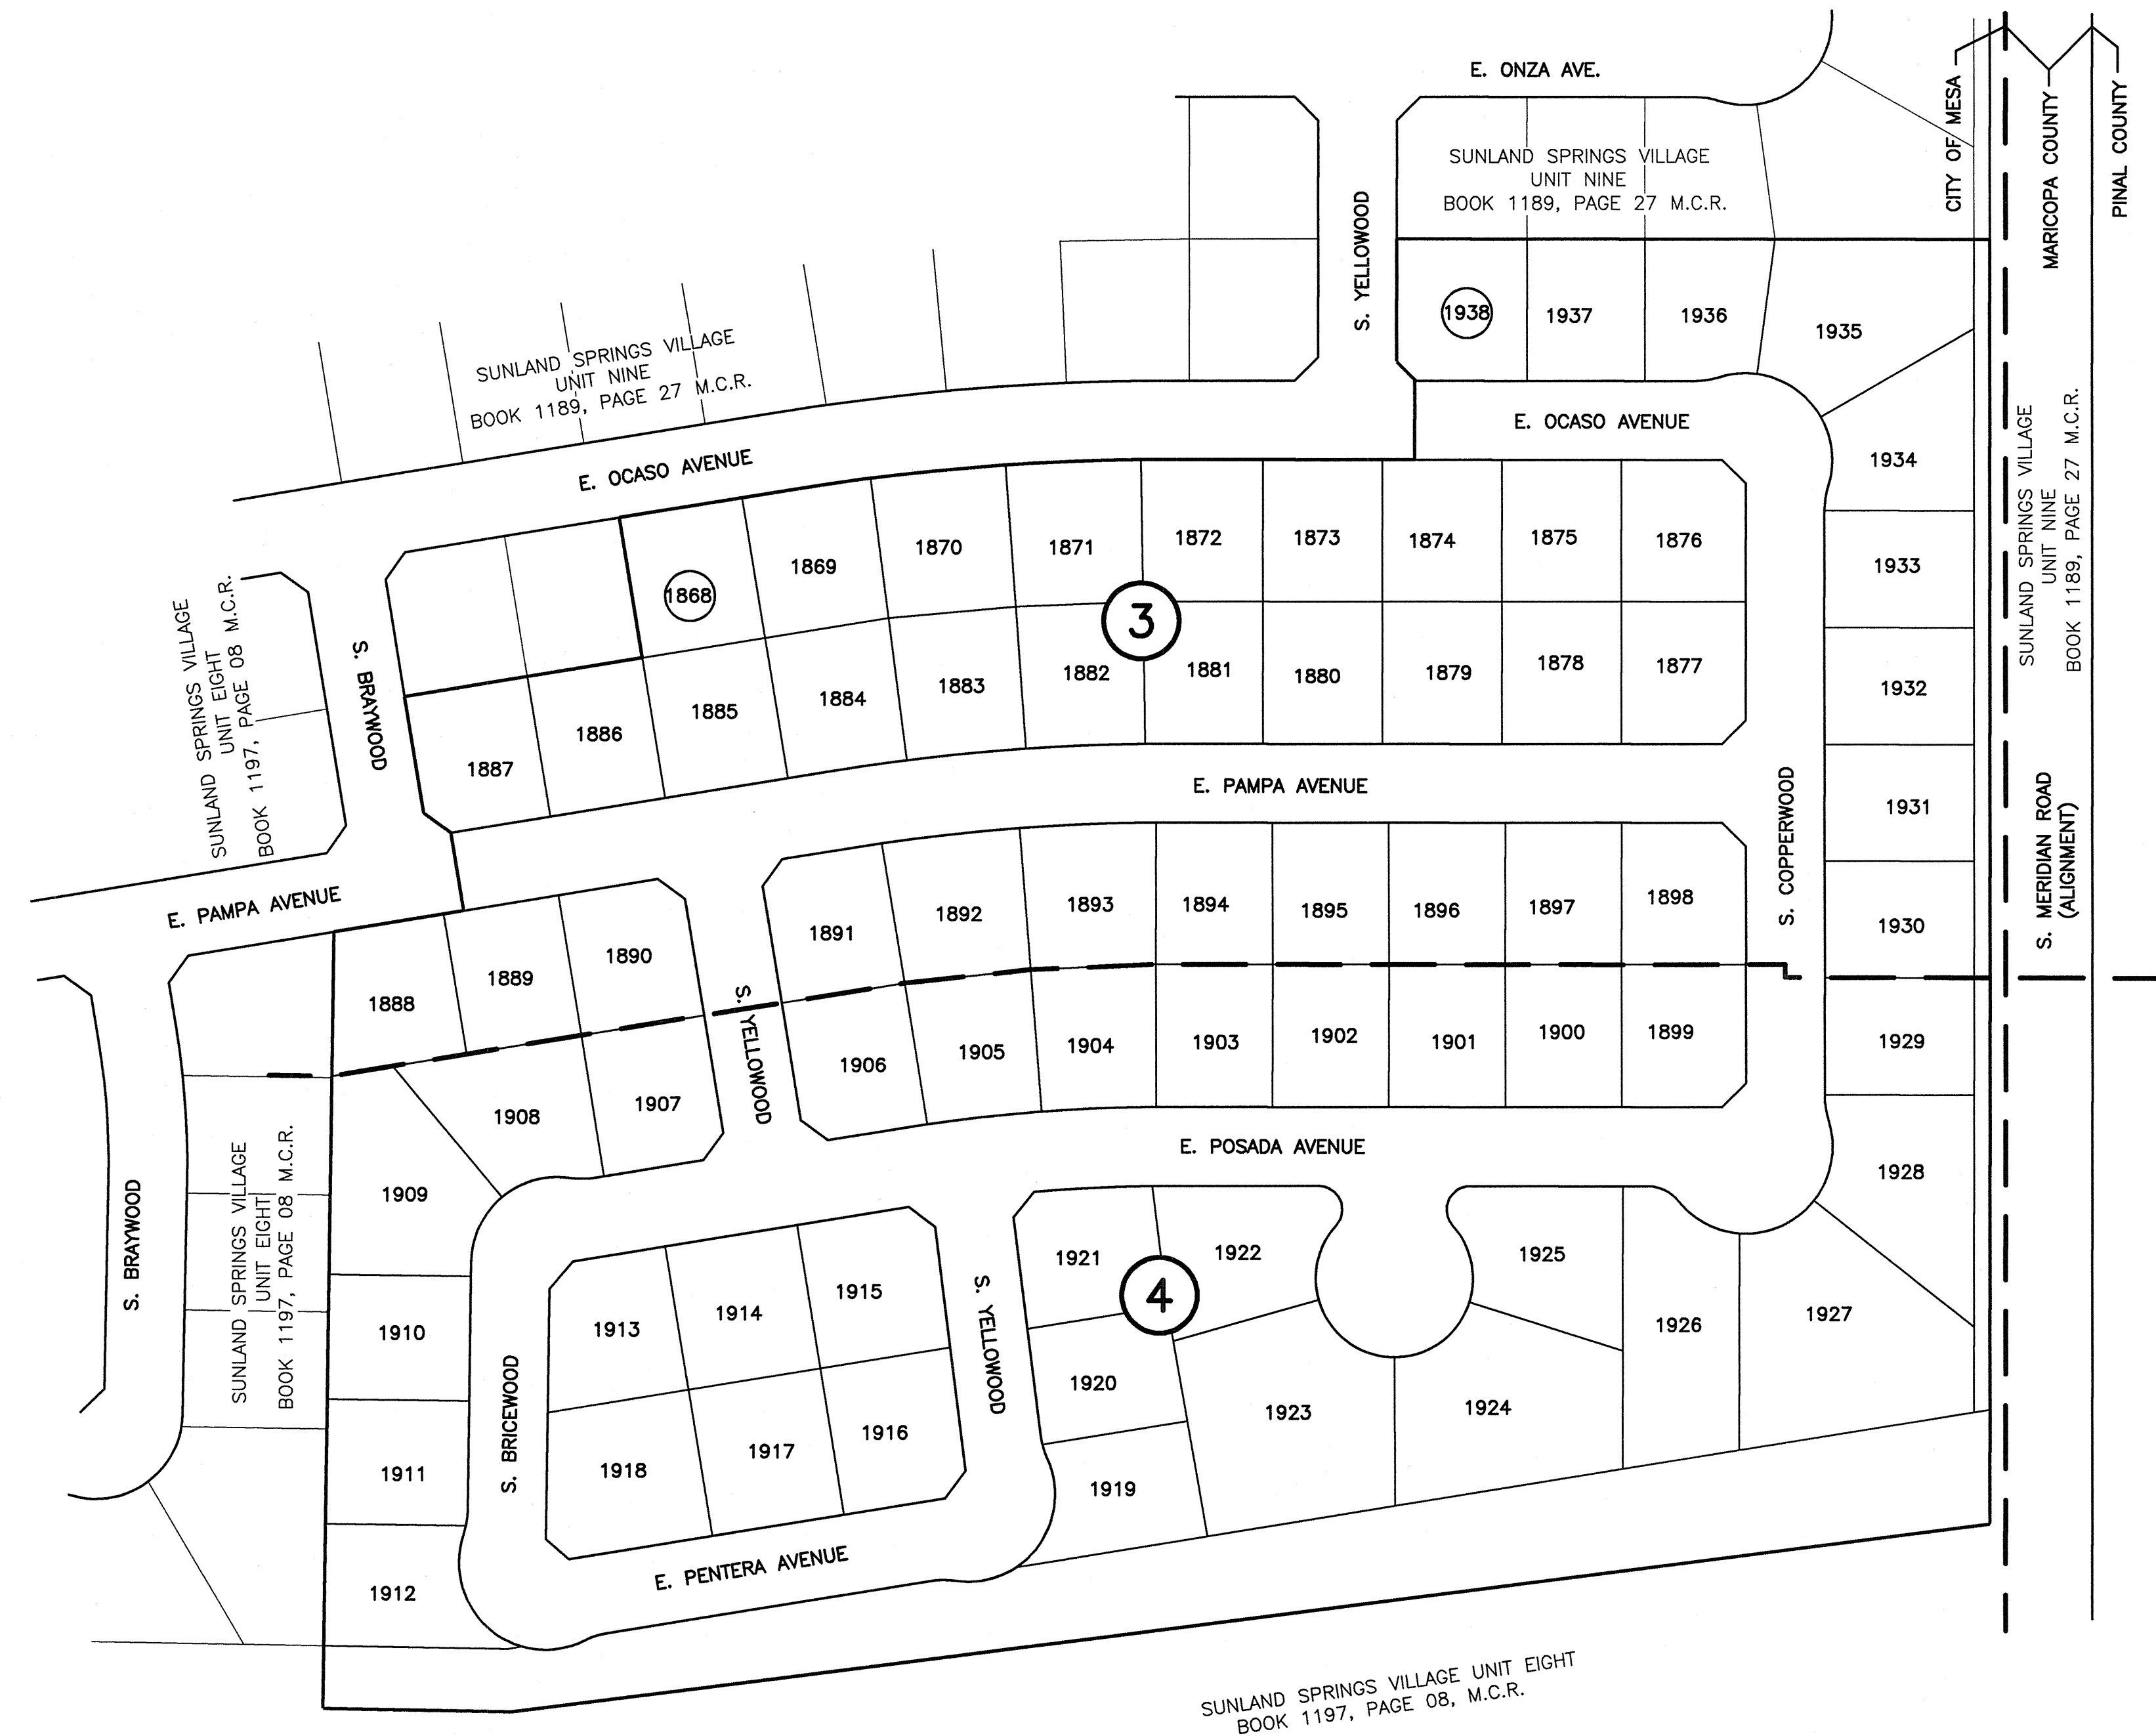 E. ONZA AVE.
CITY OF MESA
MARICOPA COUNTY
PINAL COUNTY
SUNLAND SPRINGS VILLAGE
UNIT NINE
BOOK 1189, PAGE 27 M.C.R.
S. YELLOWOOD
1938
1937
1936
1935
SUNLAND SPRINGS VILLAGE
UNIT NINE
BOOK 1189, PAGE 27 M.C.R.
E. OCASO AVENUE
E. OCASO AVENUE
1934
SUNLAND SPRINGS VILLAGE
UNIT NINE
BOOK 1189, PAGE 27 M.C.R.
1868
1869
1870
1871
1872
1873
1874
1875
1876
1933
3
SUNLAND SPRINGS VILLAGE
UNIT EIGHT
BOOK 1197, PAGE 08 M.C.R.
S. BRAYWOOD
1887
1886
1885
1884
1883
1882
1881
1880
1879
1878
1877
1932
E. PAMPA AVENUE
S. COPPERWOOD
1931
S. MERIDIAN ROAD
(ALIGNMENT)
E. PAMPA AVENUE
1888
1889
1890
1891
1892
1893
1894
1895
1896
1897
1898
1930
S. YELLOWOOD
1908
1907
1906
1905
1904
1903
1902
1901
1900
1899
1929
E. POSADA AVENUE
1928
S. BRAYWOOD
SUNLAND SPRINGS VILLAGE
UNIT EIGHT
BOOK 1197, PAGE 08 M.C.R.
1909
1913
1914
1915
S. YELLOWOOD
1921
4
1922
1925
1926
1927
1910
S. BRICEWOOD
1920
1923
1924
1911
1918
1917
1916
1919
1912
E. PENTERA AVENUE
SUNLAND SPRINGS VILLAGE UNIT EIGHT
BOOK 1197, PAGE 08, M.C.R.